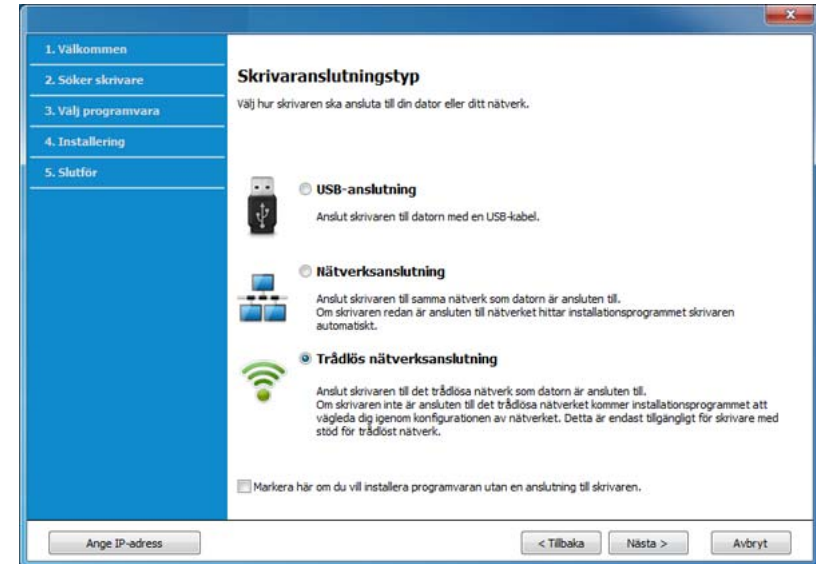 1. Välkommen
2. Söker skrivare
3. Välj programvara
4. Installering
5. Slutför
Skrivaranslutningstyp
Välj hur skrivaren ska ansluta till din dator eller ditt nätverk.
USB-anslutning
Anslut skrivaren till datorn med en USB-kabel.
Nätverksanslutning
Anslut skrivaren till samma nätverk som datorn är ansluten till.
Om skrivaren redan är ansluten till nätverket hittar installationsprogrammet skrivaren
automatiskt.
Trådlös nätverksanslutning
Anslut skrivaren till det trådlösa nätverk som datorn är ansluten till.
Om skrivaren inte är ansluten till det trådlösa nätverket kommer installationsprogrammet att
vägleda dig igenom konfigurationen av nätverket. Detta är endast tillgängligt för skrivare med
stöd för trådlöst nätverk.
Markera här om du vill installera programvaran utan en anslutning till skrivaren.
Ange IP-adress
< Tillbaka
Nästa >
Avbryt